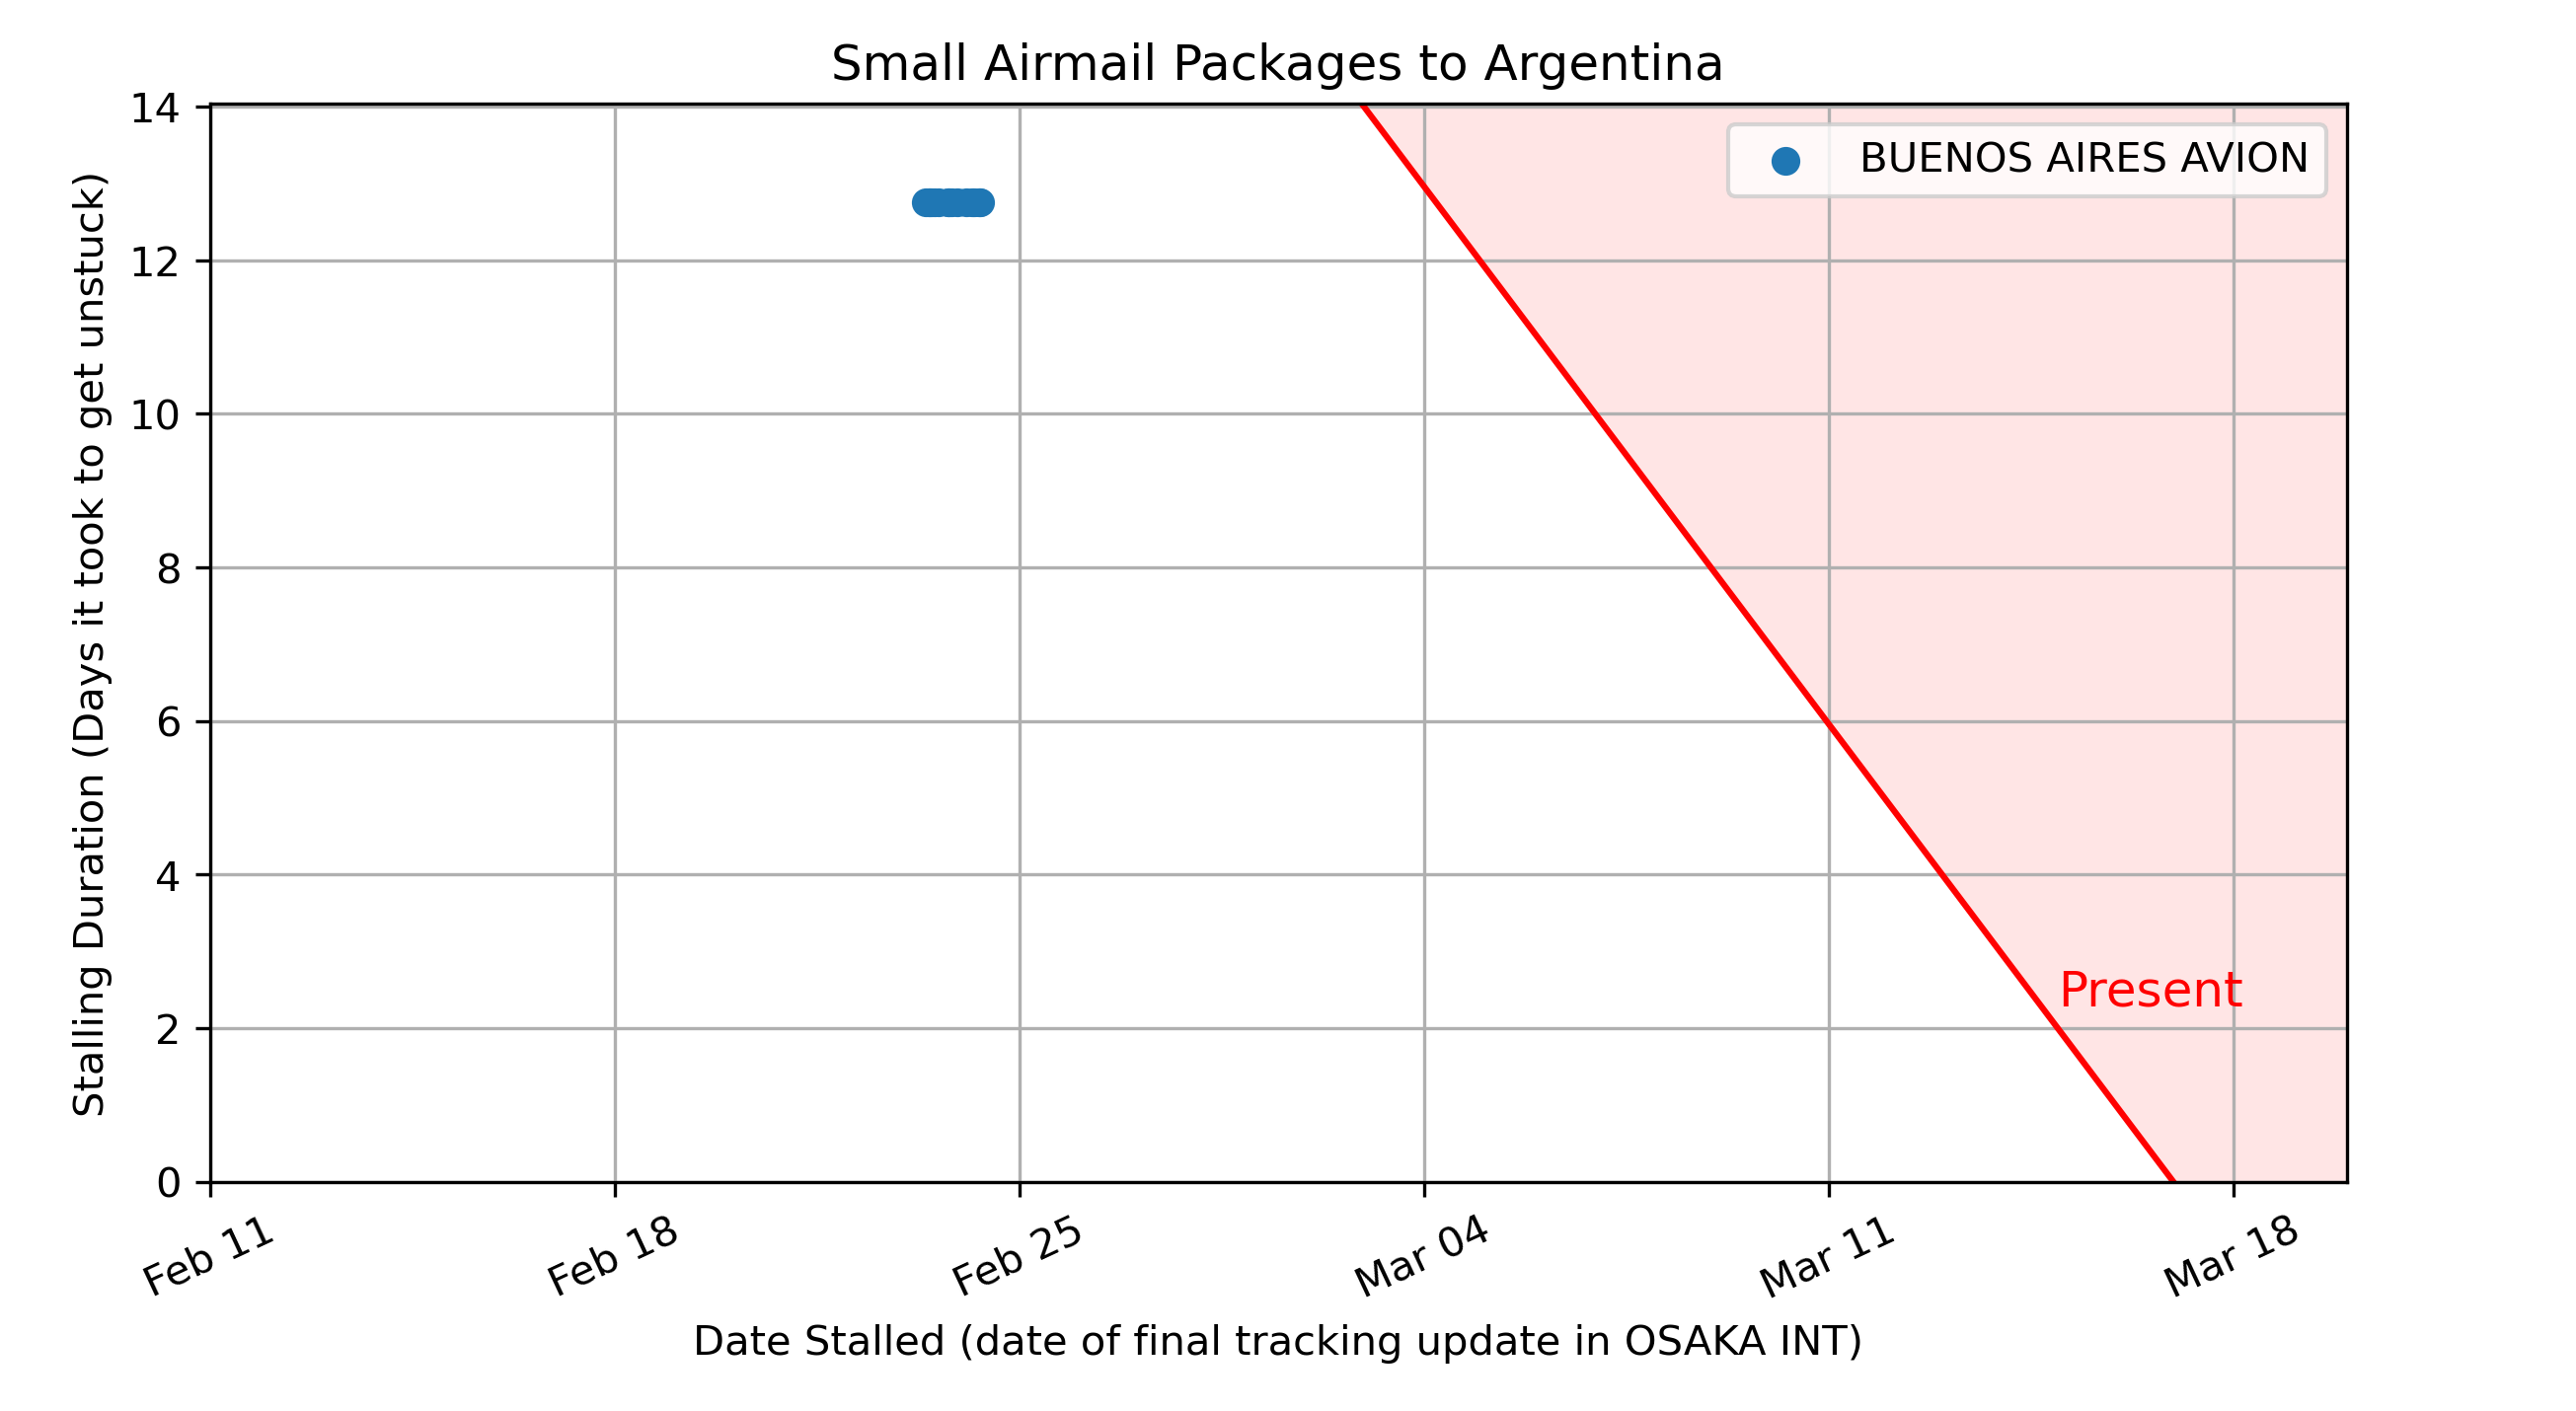 Small Airmail Packages to Argentina
BUENOS AIRES AVION
Stalling Duration (Days it took to get unstuck)
14
12
10
8
6
4
2
0
Present
Feb 11
Feb 18
Feb 25
Mar 04
Mar 11
Mar 18
Date Stalled (date of final tracking update in OSAKA INT)